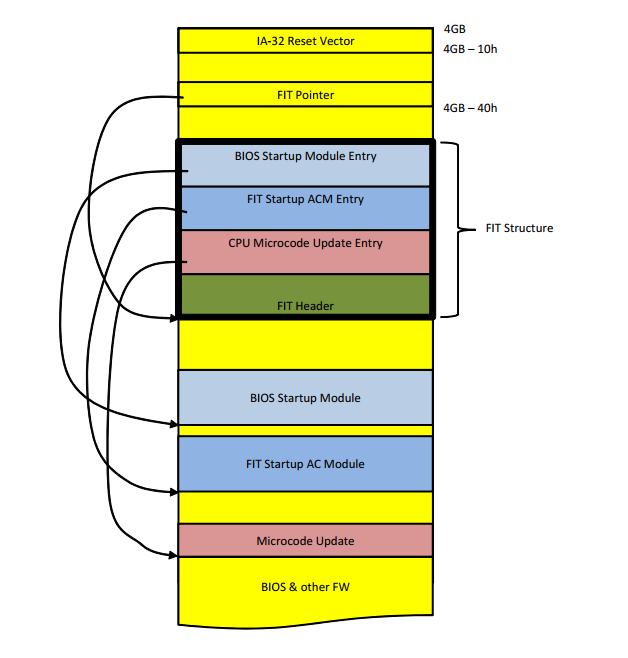 IA-32 Reset Vector
4GB
4GB – 10h
FIT Pointer
4GB – 40h
BIOS Startup Module Entry
FIT Startup ACM Entry
CPU Microcode Update Entry
FIT Header
FIT Structure
BIOS Startup Module
FIT Startup AC Module
Microcode Update
BIOS & other FW